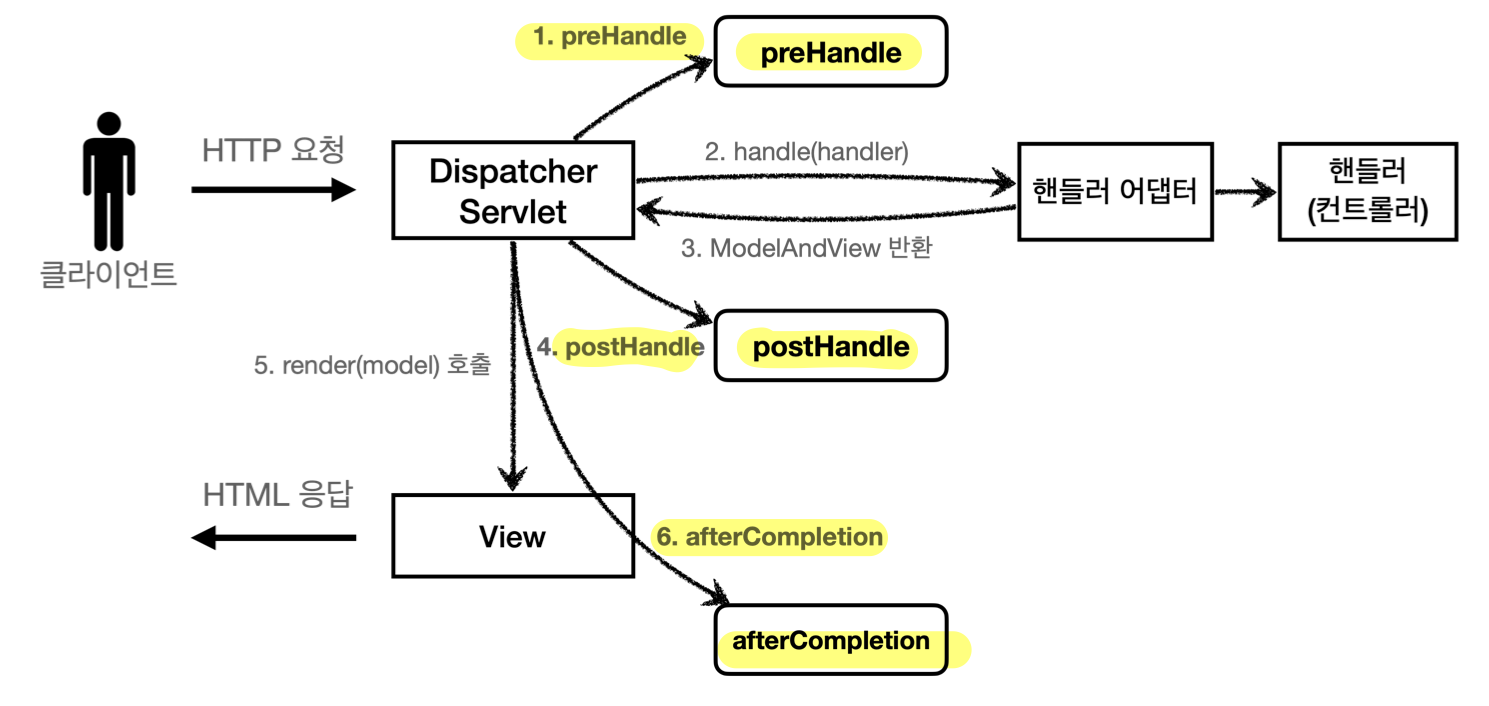 1. preHandle
preHandle
HTTP 요청
Dispatcher
Servlet
2. handle(handler)
핸들러 어댑터
핸들러
(컨트롤러)
클라이언트
3. ModelAndView 반환
4. postHandle
postHandle
5. render(model) 호출
HTML 응답
View
6. afterCompletion
afterCompletion